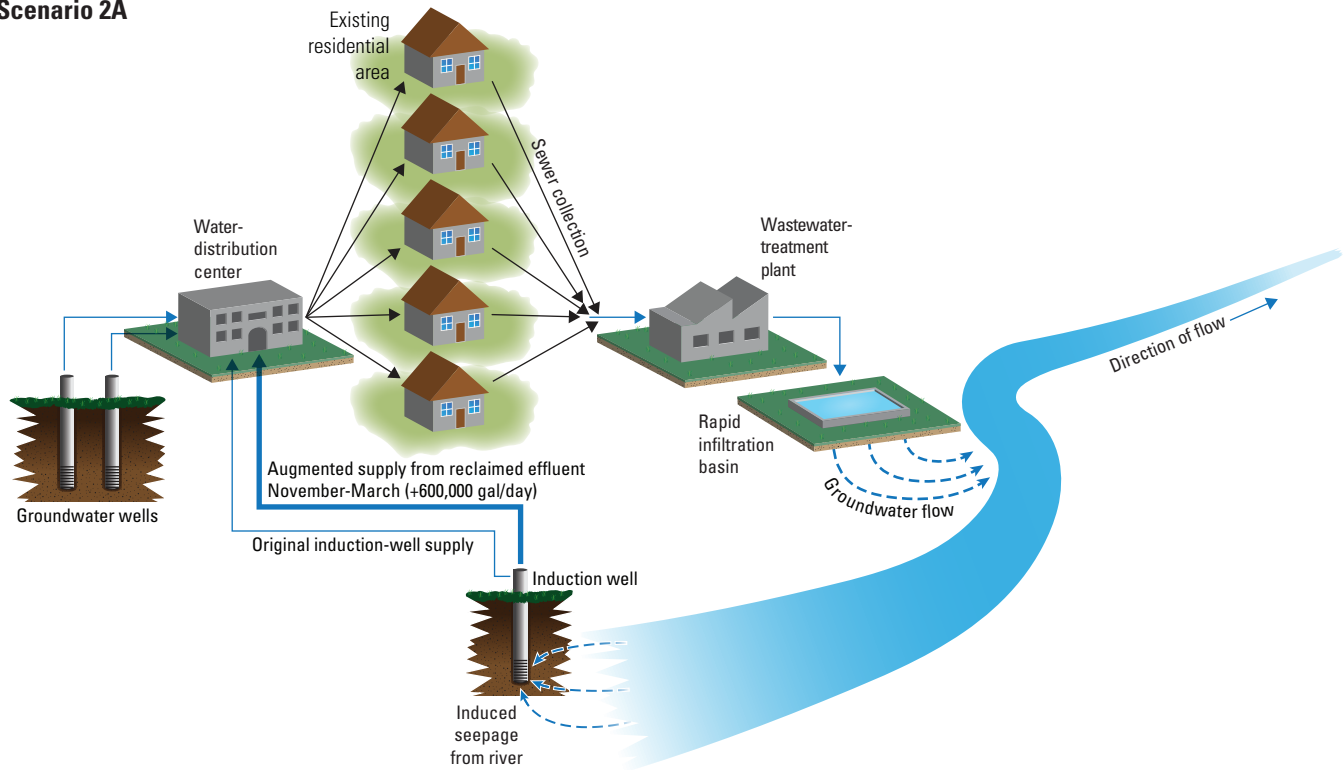 Scenario 2A
Existing
residential
area
Sewer collection
Water-
distribution
center
Wastewater-
treatment
plant
Direction of flow
Rapid
infiltration
basin
Groundwater flow
Groundwater wells
Augmented supply from reclaimed effluent
November-March (+600,000 gal/day)
Original induction-well supply
Induction well
Induced
seepage
from river